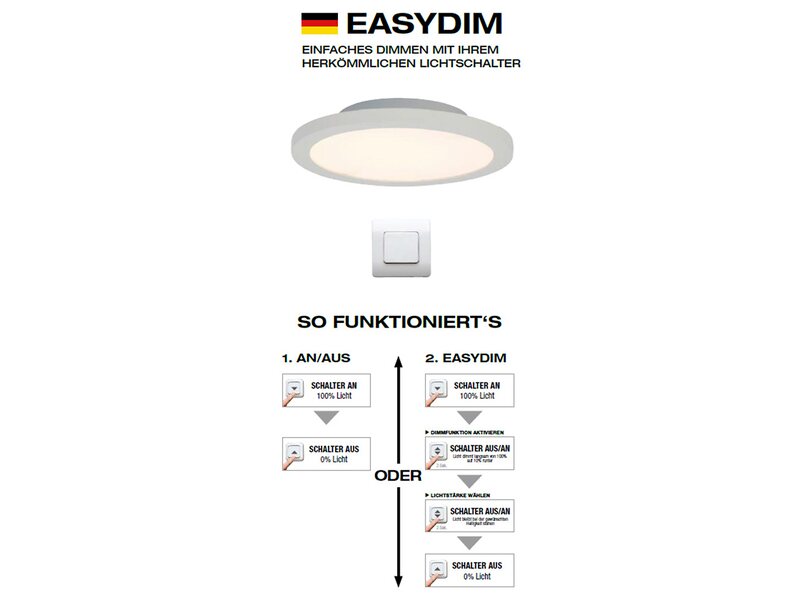 EASYDIM
EINFACHES DIMMEN MIT IHREM
HERKÖMMLICHEN LICHTSCHALTER
SO FUNKTIONIERT‘S
1. AN/AUS
SCHALTER AN
100% Licht
SCHALTER AUS
0% Licht
ODER
2. EASYDIM
SCHALTER AN
100% Licht
DIMMFUNKTION AKTIVIEREN
SCHALTER AUS/AN
Licht dimmt langsam von 100%
auf 10% runter
2 Sek.
LICHTSTÄRKE WÄHLEN
SCHALTER AUS/AN
Licht bleibt bei der gewünschten
Helligkeit stehen
2 Sek.
SCHALTER AUS
0% Licht